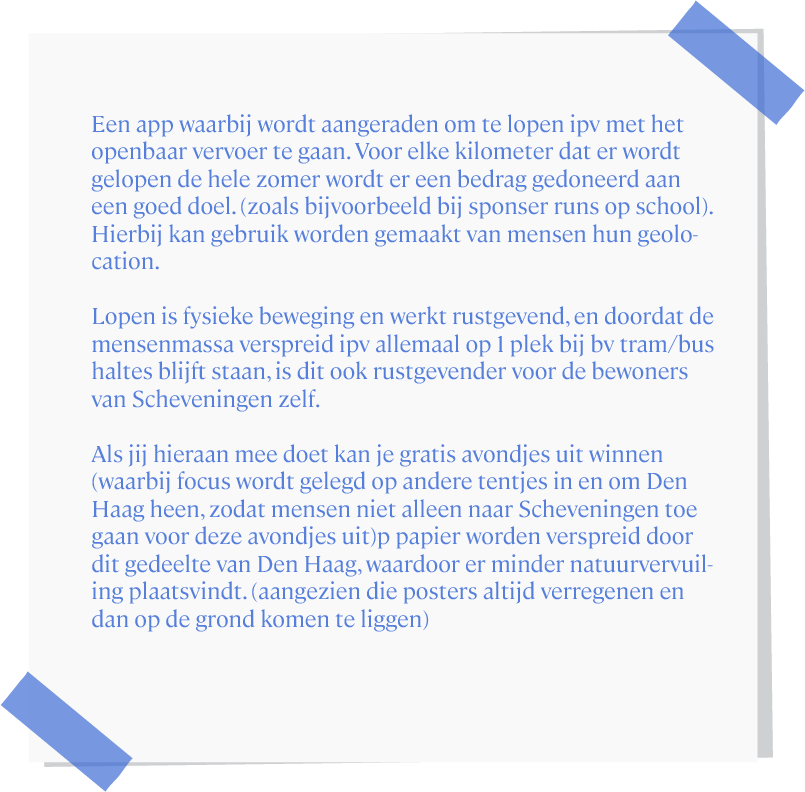 Een app waarbij wordt aangeraden om te lopen ipv met het
openbaar vervoer te gaan. Voor elke kilometer dat er wordt
gelopen de hele zomer wordt er een bedrag gedoneerd aan
een goed doel. (zoals bijvoorbeeld bij sponser runs op school).
Hierbij kan gebruik worden gemaakt van mensen hun geolo-
cation.
Lopen is fysieke beweging en werkt rustgevend, en doordat de
mensenmassa verspreid ipv allemaal op 1 plek bij bv tram/bus
haltes blijft staan, is dit ook rustgevender voor de bewoners
van Scheveningen zelf.
Als jij hieraan mee doet kan je gratis avondjes uit winnen
(waarbij focus wordt gelegd op andere tentjes in en om Den
Haag heen, zodat mensen niet alleen naar Scheveningen toe
gaan voor deze avondjes uit)p papier worden verspreid door
dit gedeelte van Den Haag, waardoor er minder natuurvervuil-
ing plaatsvindt. (aangezien die posters altijd verregenen en
dan op de grond komen te liggen)